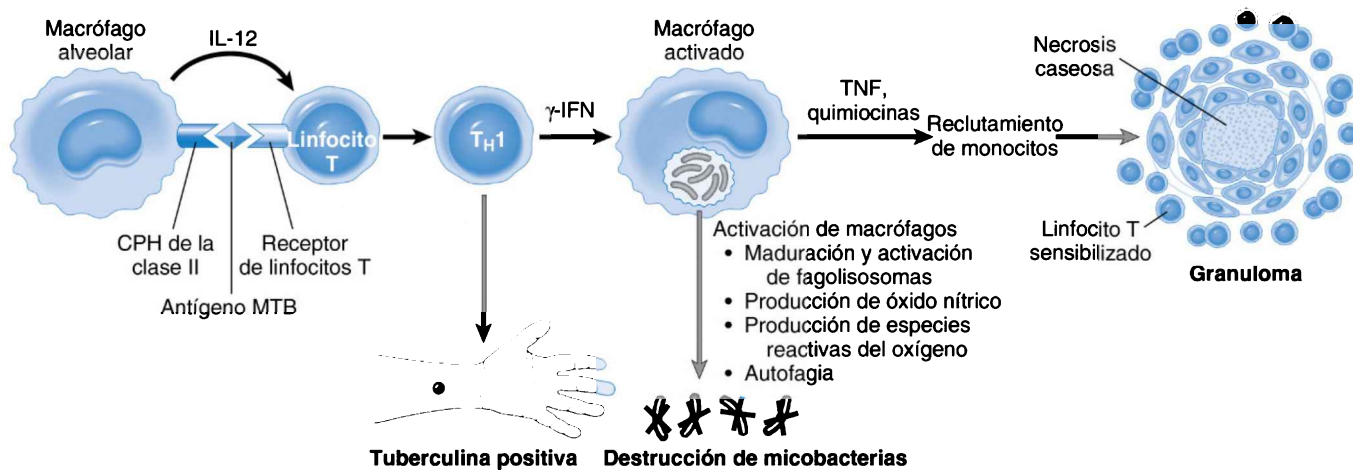 Macrófago
alveolar
IL-12
Linfocito
T
CPH de la
clase II
Receptor
de linfocitos T
Antígeno MTB
TH1
γ-IFN
Tuberculina positiva
Macrófago
activado
Activación de macrófagos
• Maduración y activación
de fagolisosomas
• Producción de óxido nítrico
• Producción de especies
reactivas del oxígeno
• Autofagia
Destrucción de micobacterias
TNF,
quimiocinas
Reclutamiento
de monocitos
Necrosis
caseosa
Linfocito T
sensibilizado
Granuloma